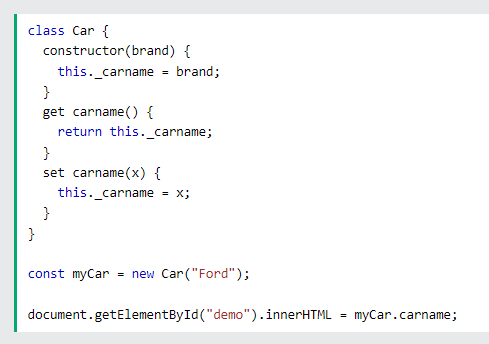 class Car {
  constructor(brand) {
    this._carname = brand;
  }
  get carname() {
    return this._carname;
  }
  set carname(x) {
    this._carname = x;
  }
}

const myCar = new Car("Ford");

document.getElementById("demo").innerHTML = myCar.carname;